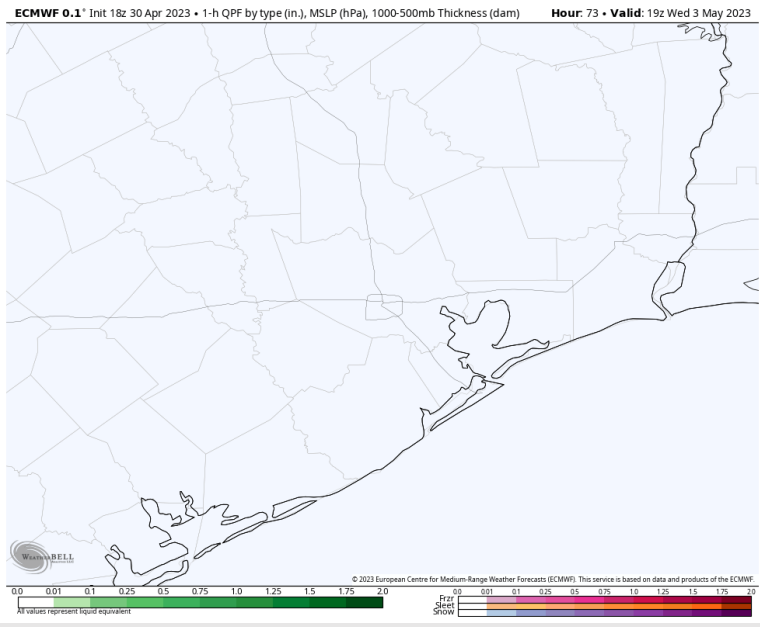 ECMWF 0.1° Init 18z 30 Apr 2023 • 1-h QPF by type (in.), MSLP (hPa), 1000-500mb Thickness (dam) Hour: 73 • Valid: 19z Wed 3 May 2023
WEATHERBELL
© 2023 European Centre for Medium-Range Weather Forecasts (ECMWF). This service is based on data and products of the ECMWF.
0.0 0.01 0.1 0.25 0.5 0.75 1.0 1.25 1.5 1.75 2.0
0.0 0.01 0.10 0.25 0.50 0.75 1.00 1.25 1.50 1.75 2.0
Frzr
Sleet
Snow
All values represent liquid equivalent